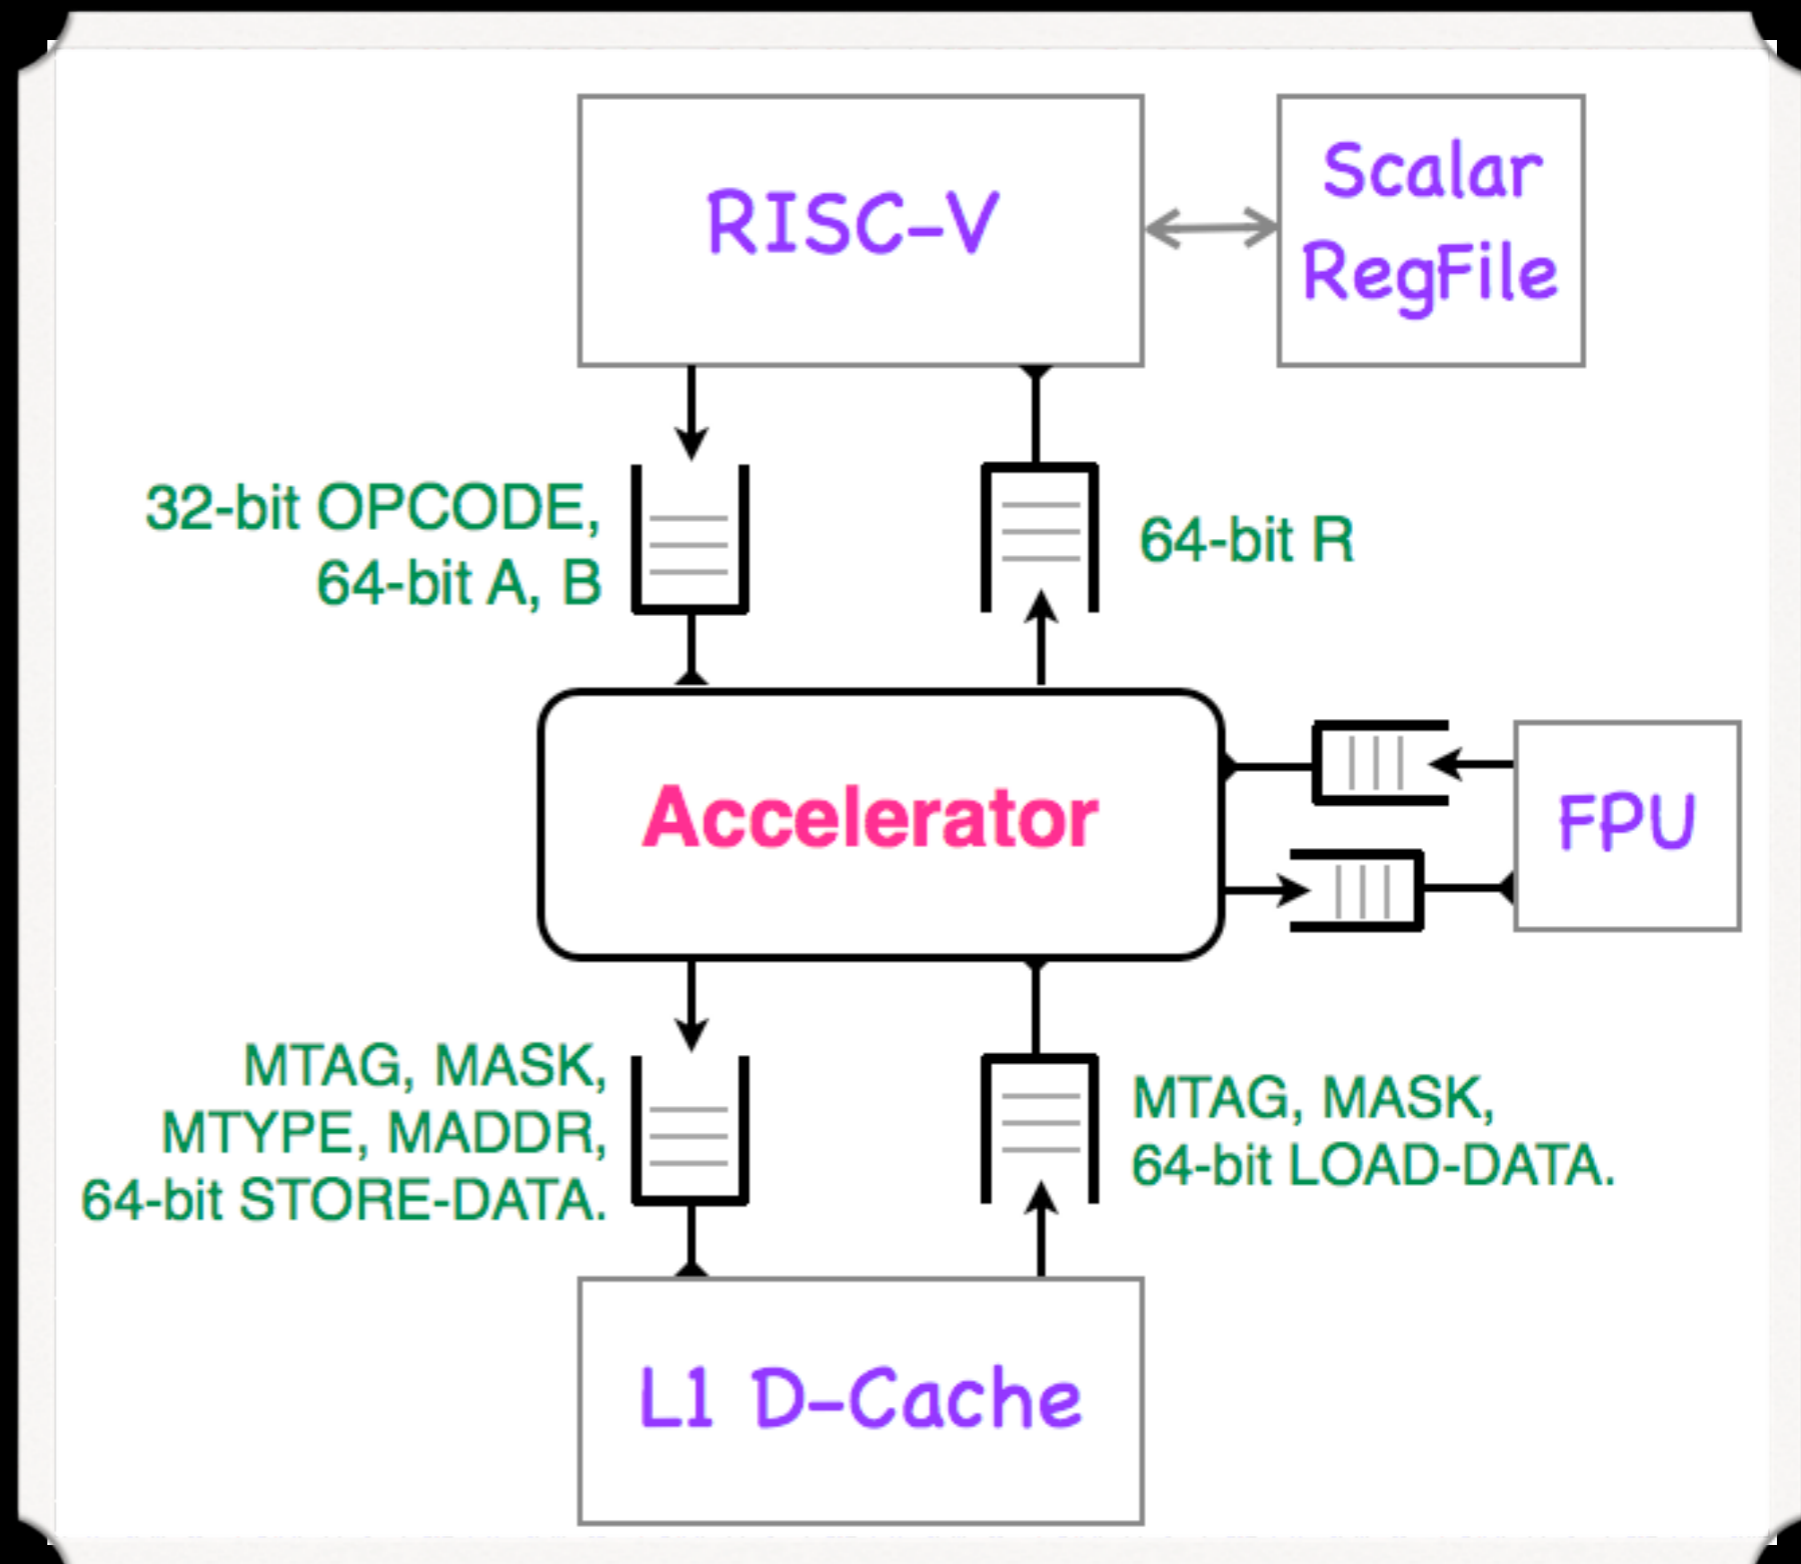 RISC-V
Scalar
RegFile
32-bit OPCODE,
64-bit A, B
64-bit R
Accelerator
FPU
MTAG, MASK,
MTYPE, MADDR,
64-bit STORE-DATA.
MTAG, MASK,
64-bit LOAD-DATA.
L1 D-Cache